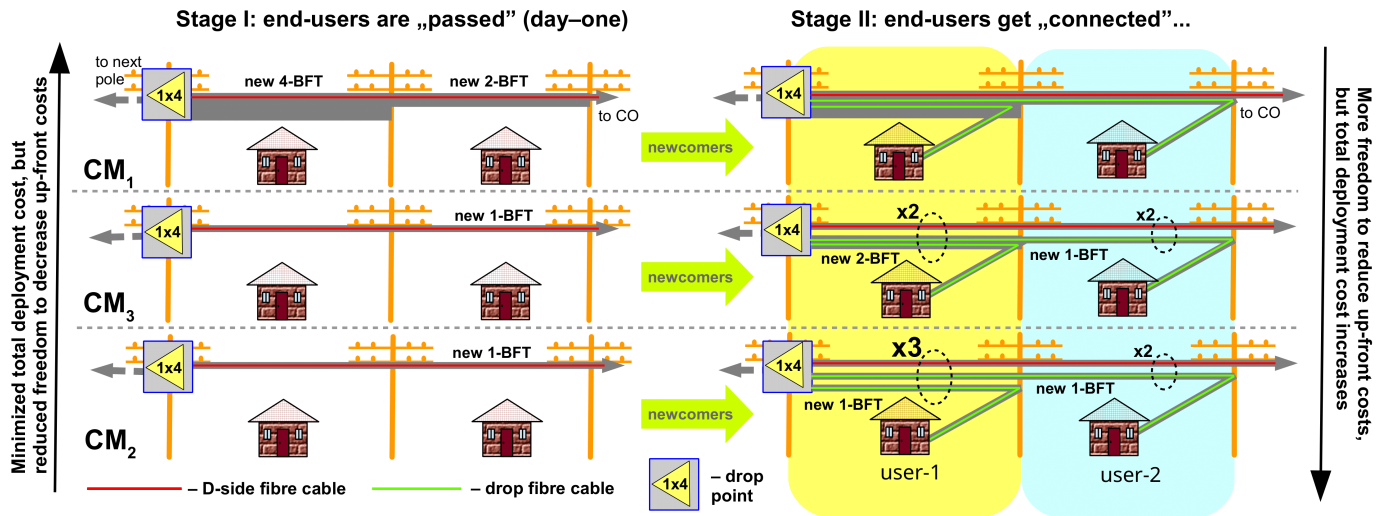 Stage I: end-users are „passed” (day–one)
Stage II: end-users get „connected”...
Minimized total deployment cost, but
reduced freedom to decrease up-front costs
to next
pole
1x4
new 4-BFT
new 2-BFT
to CO
CM1
newcomers
1x4
to CO
1x4
new 1-BFT
CM3
newcomers
1x4
x2
x2
new 2-BFT
new 1-BFT
1x4
new 1-BFT
CM2
newcomers
1x4
x3
x2
new 1-BFT
new 1-BFT
user-1
user-2
– D-side fibre cable
– drop fibre cable
1x4
– drop
point
More freedom to reduce up-front costs,
but total deployment cost increases